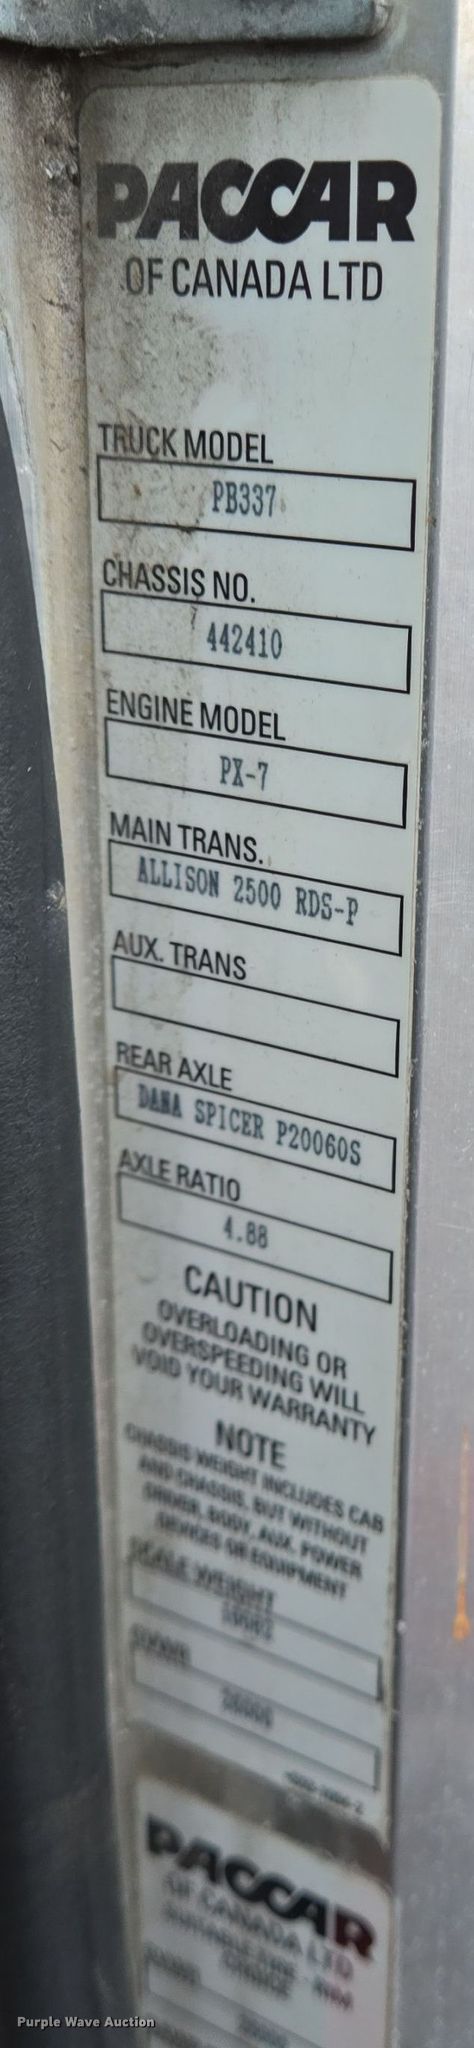 PACCAR
OF CANADA LTD
TRUCK MODEL
PB337
CHASSIS NO.
442410
ENGINE MODEL
PX-7
MAIN TRANS.
ALLISON 2500 RDS-P
AUX. TRANS
REAR AXLE
DANA SPICER P20060S
AXLE RATIO
4.88
CAUTION
OVERLOADING OR
OVERSPEEDING WILL
VOID YOUR WARRANTY
NOTE
CHASSIS WEIGHT INCLUDES CAB
AND CHASSIS, BUT WITHOUT
DRIVER, BODY, AUX. POWER
DEVICES OR EQUIPMENT
SCALE WEIGHT
PACCAR
OF CANADA LTD
Purple Wave Auction